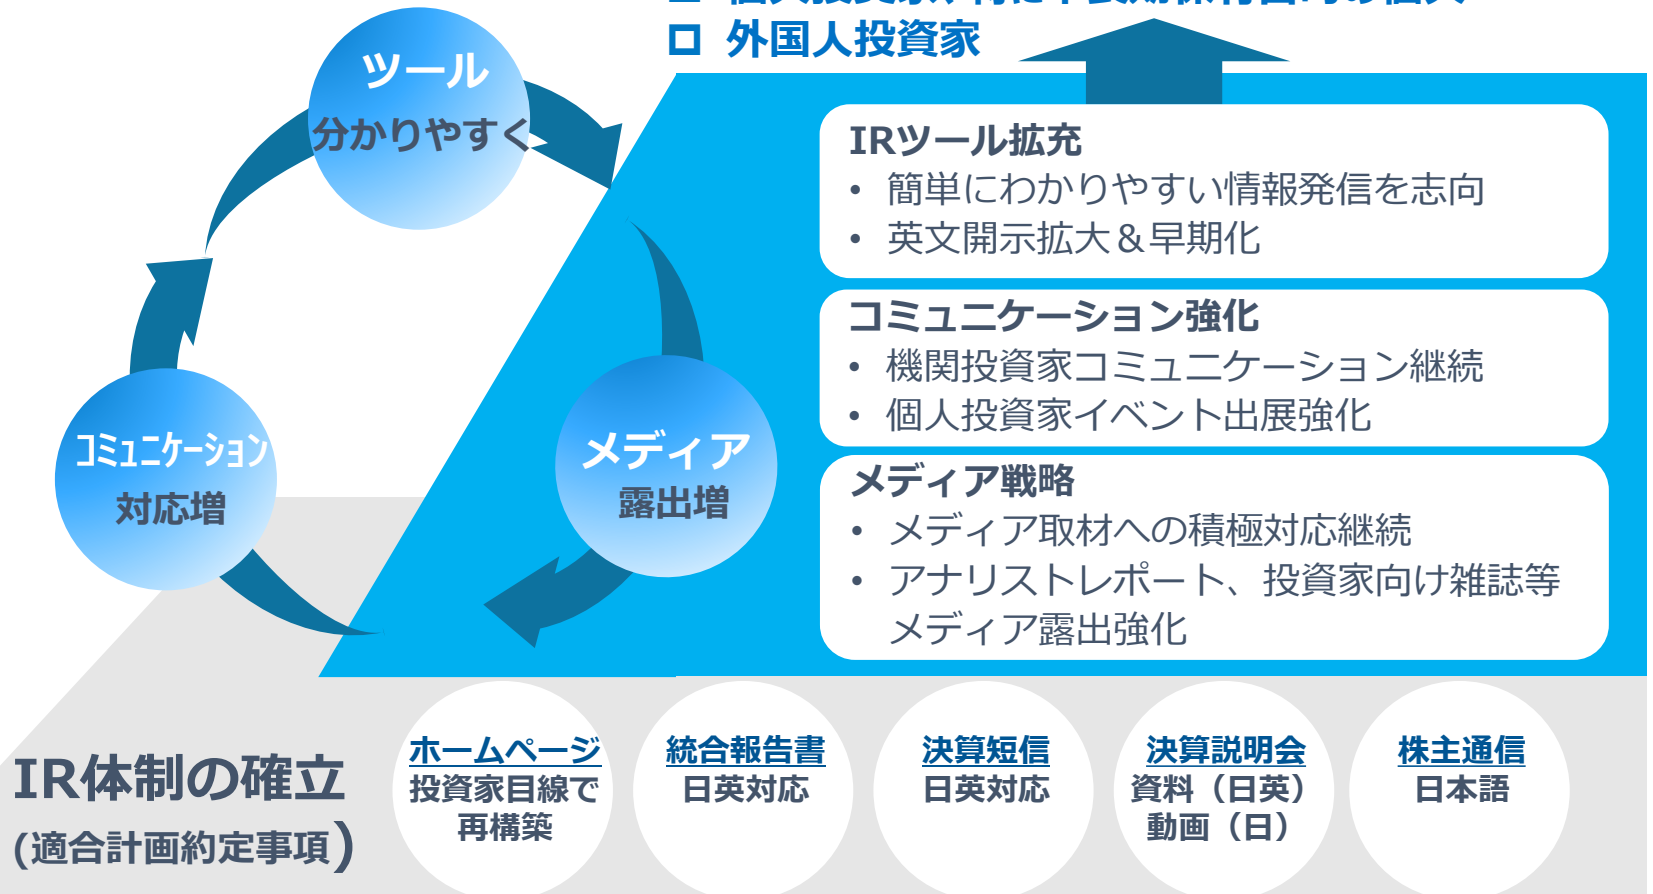 外国人投資家
ツール
分かりやすく
コミュニケーション
対応増
メディア
露出増
IRツール拡充
• 簡単にわかりやすい情報発信を志向
• 英文開示拡大＆早期化
コミュニケーション強化
• 機関投資家コミュニケーション継続
• 個人投資家イベント出展強化
メディア戦略
• メディア取材への積極対応継続
• アナリストレポート、投資家向け雑誌等
メディア露出強化
IR体制の確立
(適合計画約定事項)
ホームページ
投資家目線で
再構築
統合報告書
日英対応
決算短信
日英対応
決算説明会
資料（日英）
動画（日）
株主通信
日本語